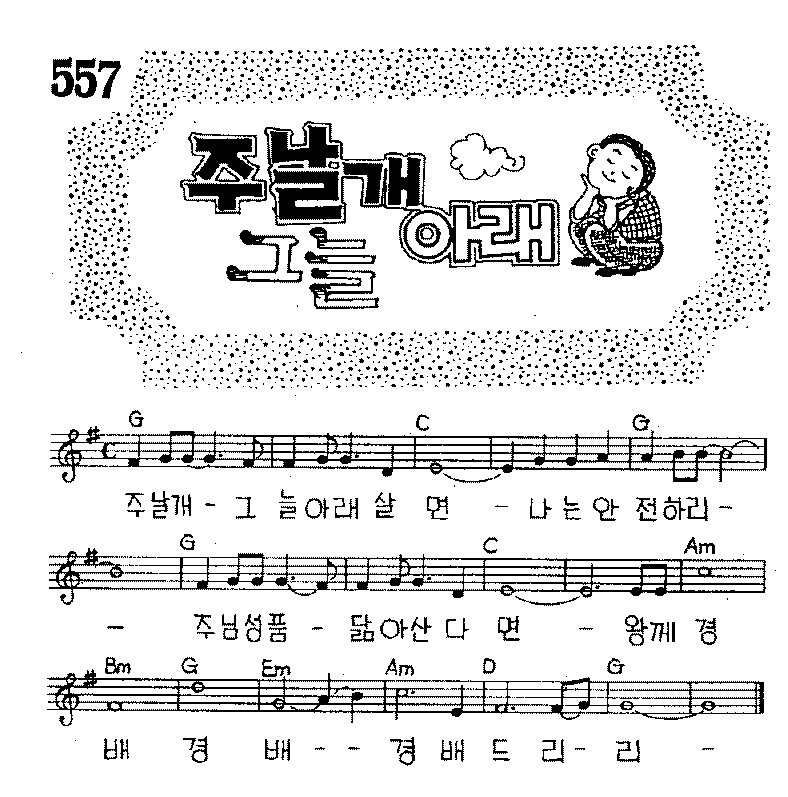 557
주날개
그늘
아래
G C G
주날개 - 그 늘아래 살 면 - 나 는 안 전하리 -
G C Am
- 주님성품 - 닮아산 다 면 - 왕께 경
Bm G Em Am D G
배 경 배 - - 경 배 드 리 - 리 -